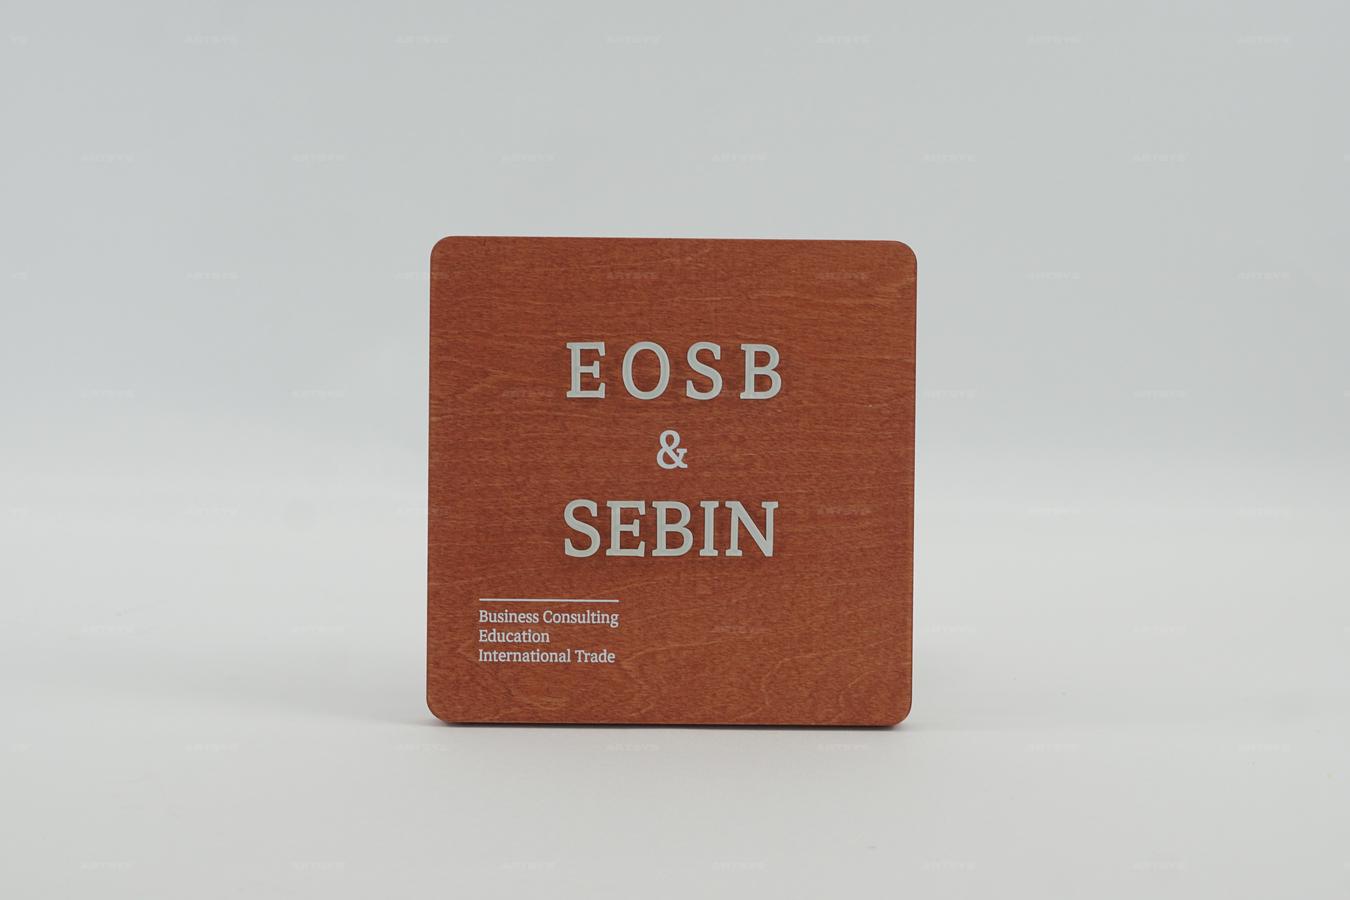 EOSB
&
SEBIN
Business Consulting
Education
International Trade